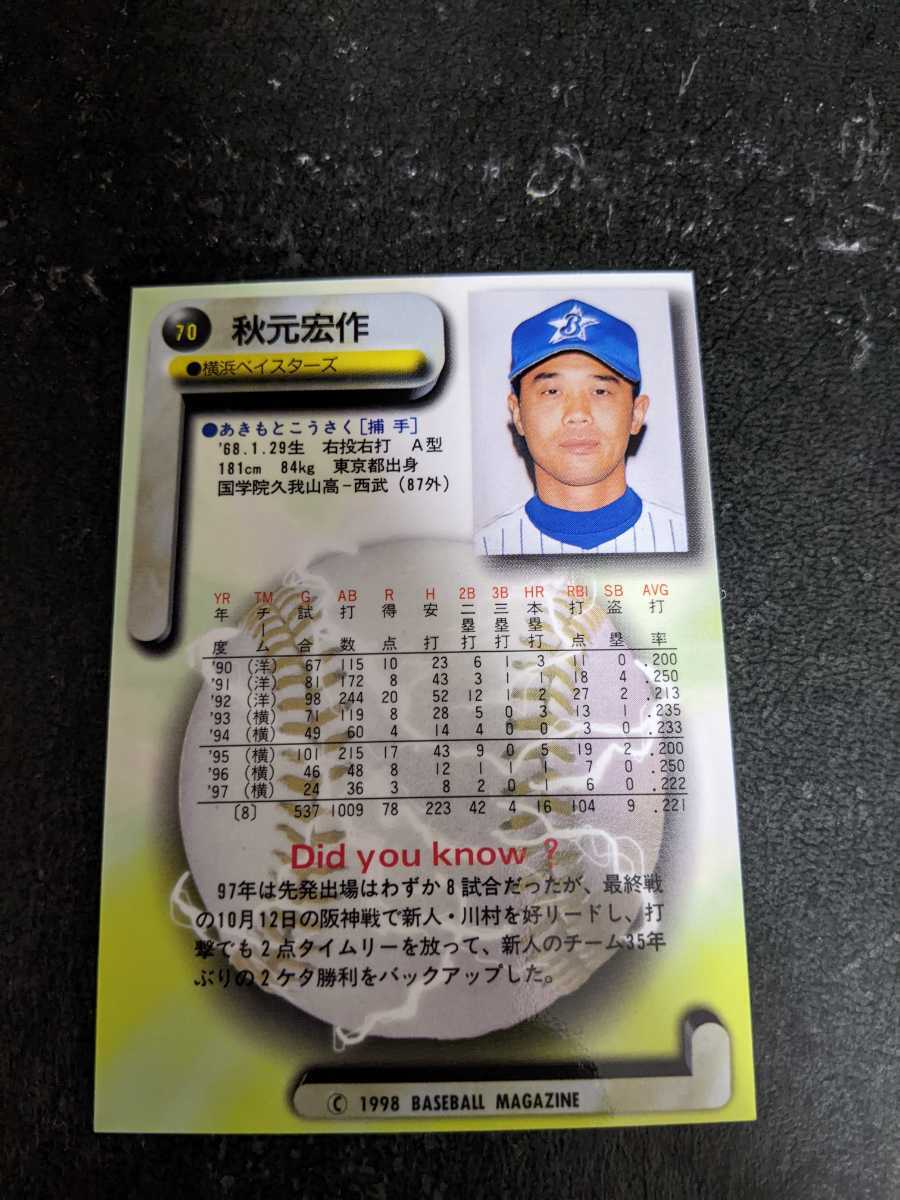 70 秋元宏作
●横浜ベイスターズ
B
●あきもとこうさく［捕 手］
'68.1.29生 右投右打 A型
181cm 84kg 東京都出身
国学院久我山高－西武（87外）
YR TM G AB R H 2B 3B HR RBI SB AVG
年度 チーム 試合 打数 得点 安打 二塁打 三塁打 本塁打 打点 盗塁 打率
'90 (洋) 67 115 10 23 6 1 3 11 0 .200
'91 (洋) 81 172 8 43 3 1 1 18 4 .250
'92 (洋) 98 244 20 52 12 1 2 27 2 .213
'93 (横) 71 119 8 28 5 0 3 13 1 .235
'94 (横) 49 60 4 14 4 0 0 3 0 .233
'95 (横) 101 215 17 43 9 0 5 19 2 .200
'96 (横) 46 48 8 12 1 1 1 7 0 .250
'97 (横) 24 36 3 8 2 0 1 6 0 .222
〔8〕 537 1009 78 223 42 4 16 104 9 .221
Did you know ?
97年は先発出場はわずか8試合だったが、最終戦
の10月12日の阪神戦で新人・川村を好リードし、打
撃でも2点タイムリーを放って、新人のチーム35年
ぶりの2ケタ勝利をバックアップした。
© 1998 BASEBALL MAGAZINE